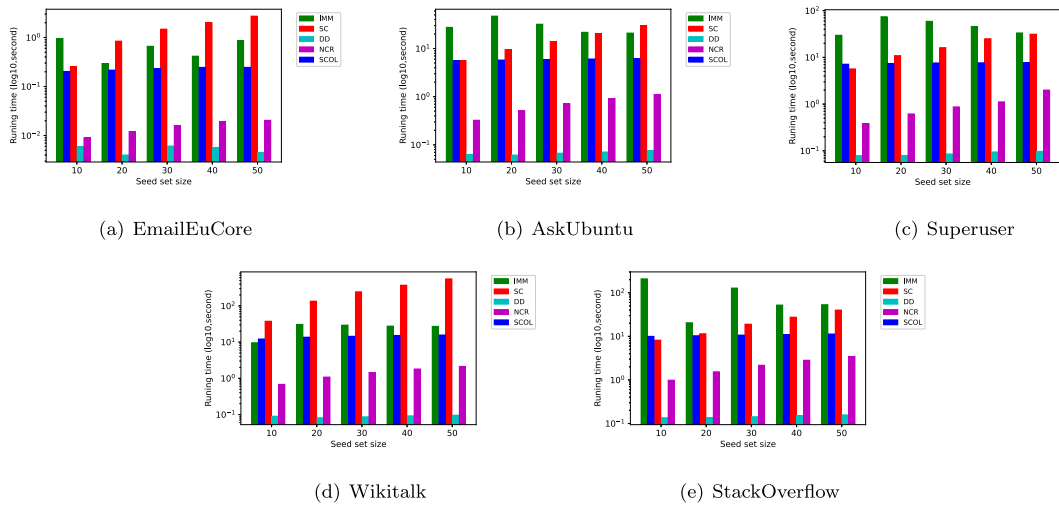 Runing time (log10,second)
10^0
10^-1
10^-2
10 20 30 40 50
Seed set size
IMM
SC
DD
NCR
SCOL
(a) EmailEuCore
Runing time (log10,second)
10^1
10^0
10^-1
10 20 30 40 50
Seed set size
IMM
SC
DD
NCR
SCOL
(b) AskUbuntu
Runing time (log10,second)
10^2
10^1
10^0
10^-1
10 20 30 40 50
Seed set size
IMM
SC
DD
NCR
SCOL
(c) Superuser
Runing time (log10,second)
10^2
10^1
10^0
10^-1
10 20 30 40 50
Seed set size
IMM
SC
DD
NCR
SCOL
(d) Wikitalk
Runing time (log10,second)
10^2
10^1
10^0
10^-1
10 20 30 40 50
Seed set size
IMM
SC
DD
NCR
SCOL
(e) StackOverflow